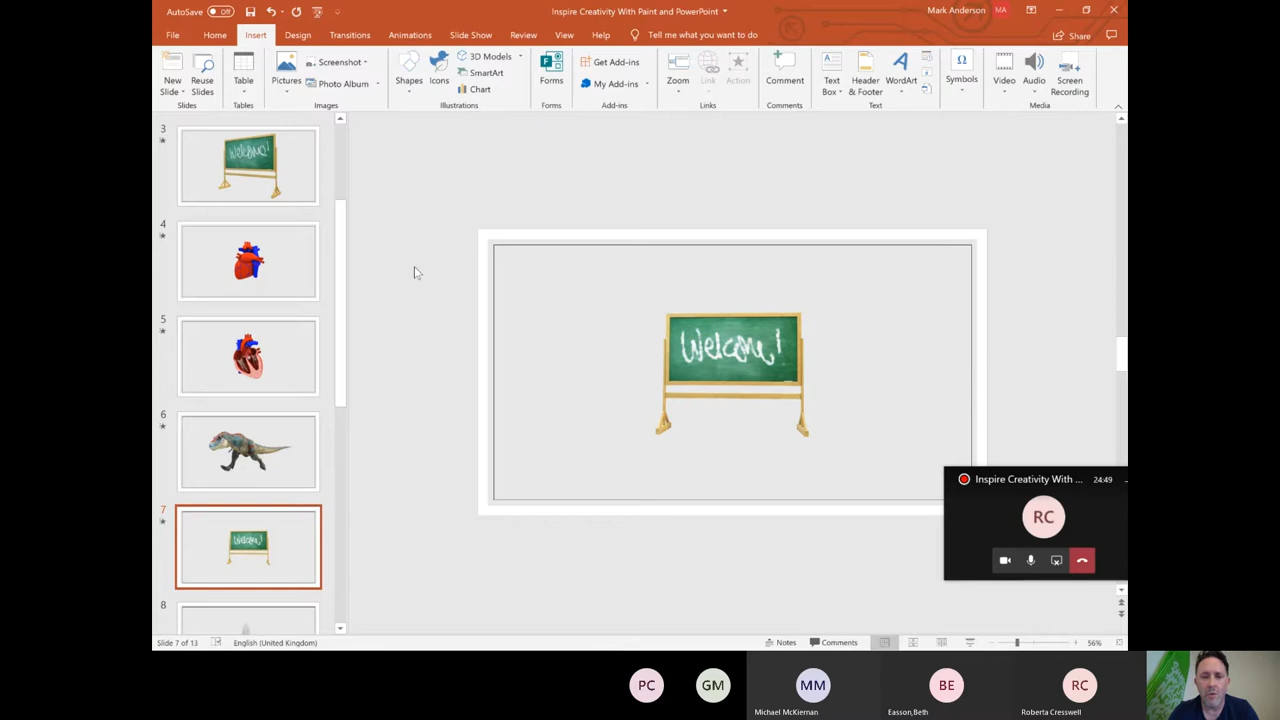 AutoSave Off
Inspire Creativity With Paint and PowerPoint
Mark Anderson MA
File Home Insert Design Transitions Animations Slide Show Review View Help Tell me what you want to do Share
New Slide
Reuse Slides
Table
Pictures
Screenshot
Photo Album
Shapes
Icons
3D Models
SmartArt
Chart
Forms
Get Add-ins
My Add-ins
Zoom
Link
Action
Comment
Text Box
Header & Footer
WordArt
Symbols
Video
Audio
Screen Recording
Slides Tables Images Illustrations Forms Add-ins Links Comments Text Media
3
Welcome!
4
5
6
7
Welcome!
8
Welcome!
Inspire Creativity With ... 24:49
RC
Slide 7 of 13 English (United Kingdom) Notes Comments 56%
PC GM MM BE RC
Michael McKiernan Easson,Beth Roberta Cresswell